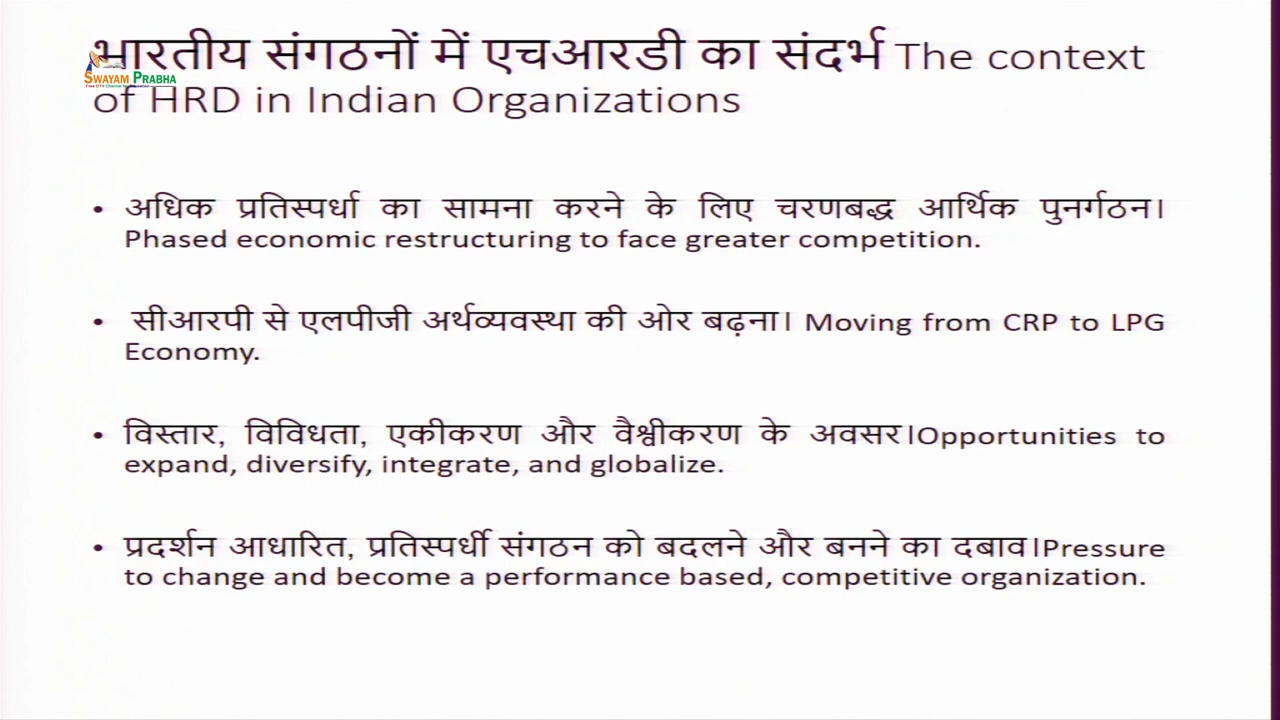 भारतीय संगठनों में एचआरडी का संदर्भ The context
of HRD in Indian Organizations
SWAYAM PRABHA
• अधिक प्रतिस्पर्धा का सामना करने के लिए चरणबद्ध आर्थिक पुनर्गठन।
Phased economic restructuring to face greater competition.
• सीआरपी से एलपीजी अर्थव्यवस्था की ओर बढ़ना। Moving from CRP to LPG
Economy.
• विस्तार, विविधता, एकीकरण और वैश्वीकरण के अवसर।Opportunities to
expand, diversify, integrate, and globalize.
• प्रदर्शन आधारित, प्रतिस्पर्धी संगठन को बदलने और बनने का दबाव।Pressure
to change and become a performance based, competitive organization.